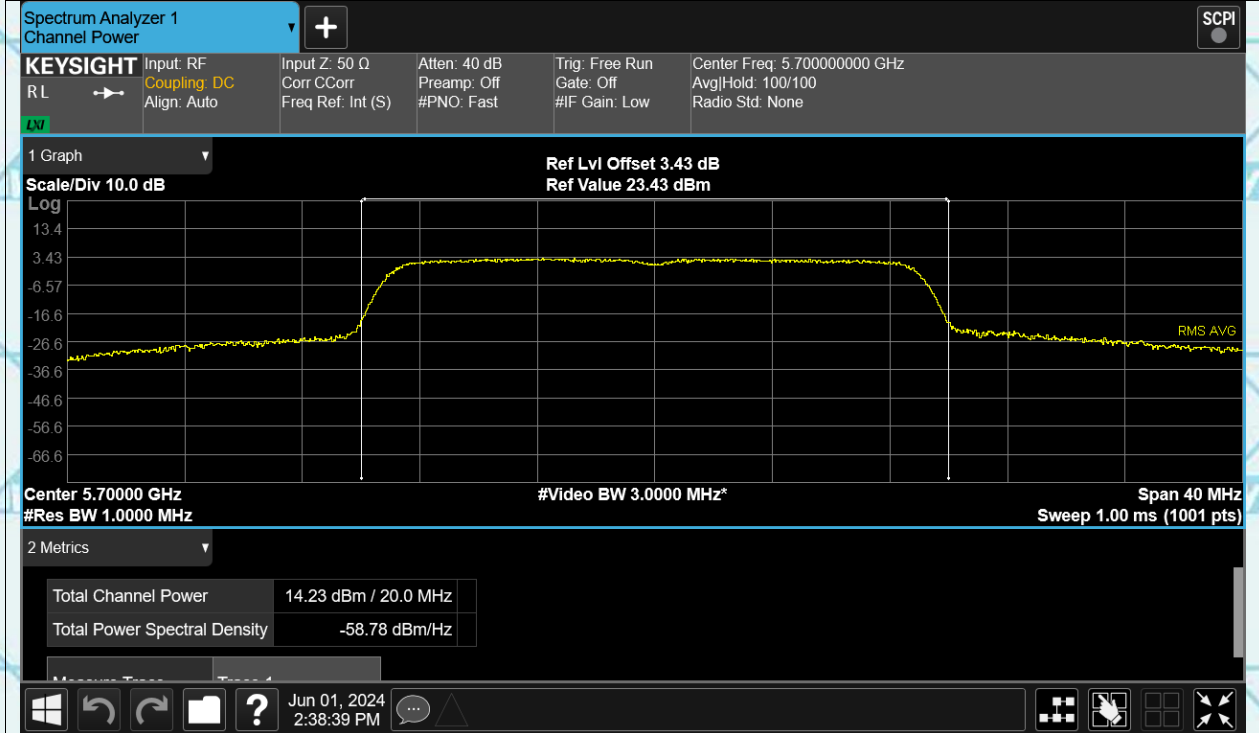 Spectrum Analyzer 1
Channel Power
SCPI
KEYSIGHT
R L
LXI
Input: RF
Coupling: DC
Align: Auto
Input Z: 50 Ω
Corr CCorr
Freq Ref: Int (S)
Atten: 40 dB
Preamp: Off
#PNO: Fast
Trig: Free Run
Gate: Off
#IF Gain: Low
Center Freq: 5.700000000 GHz
Avg|Hold: 100/100
Radio Std: None
1 Graph
Scale/Div 10.0 dB
Ref Lvl Offset 3.43 dB
Ref Value 23.43 dBm
Log
13.4
3.43
-6.57
-16.6
-26.6
-36.6
-46.6
-56.6
-66.6
RMS AVG
Center 5.70000 GHz
#Res BW 1.0000 MHz
#Video BW 3.0000 MHz*
Span 40 MHz
Sweep 1.00 ms (1001 pts)
2 Metrics
Total Channel Power 14.23 dBm / 20.0 MHz
Total Power Spectral Density -58.78 dBm/Hz
Measure Trace Trace 1
Jun 01, 2024
2:38:39 PM